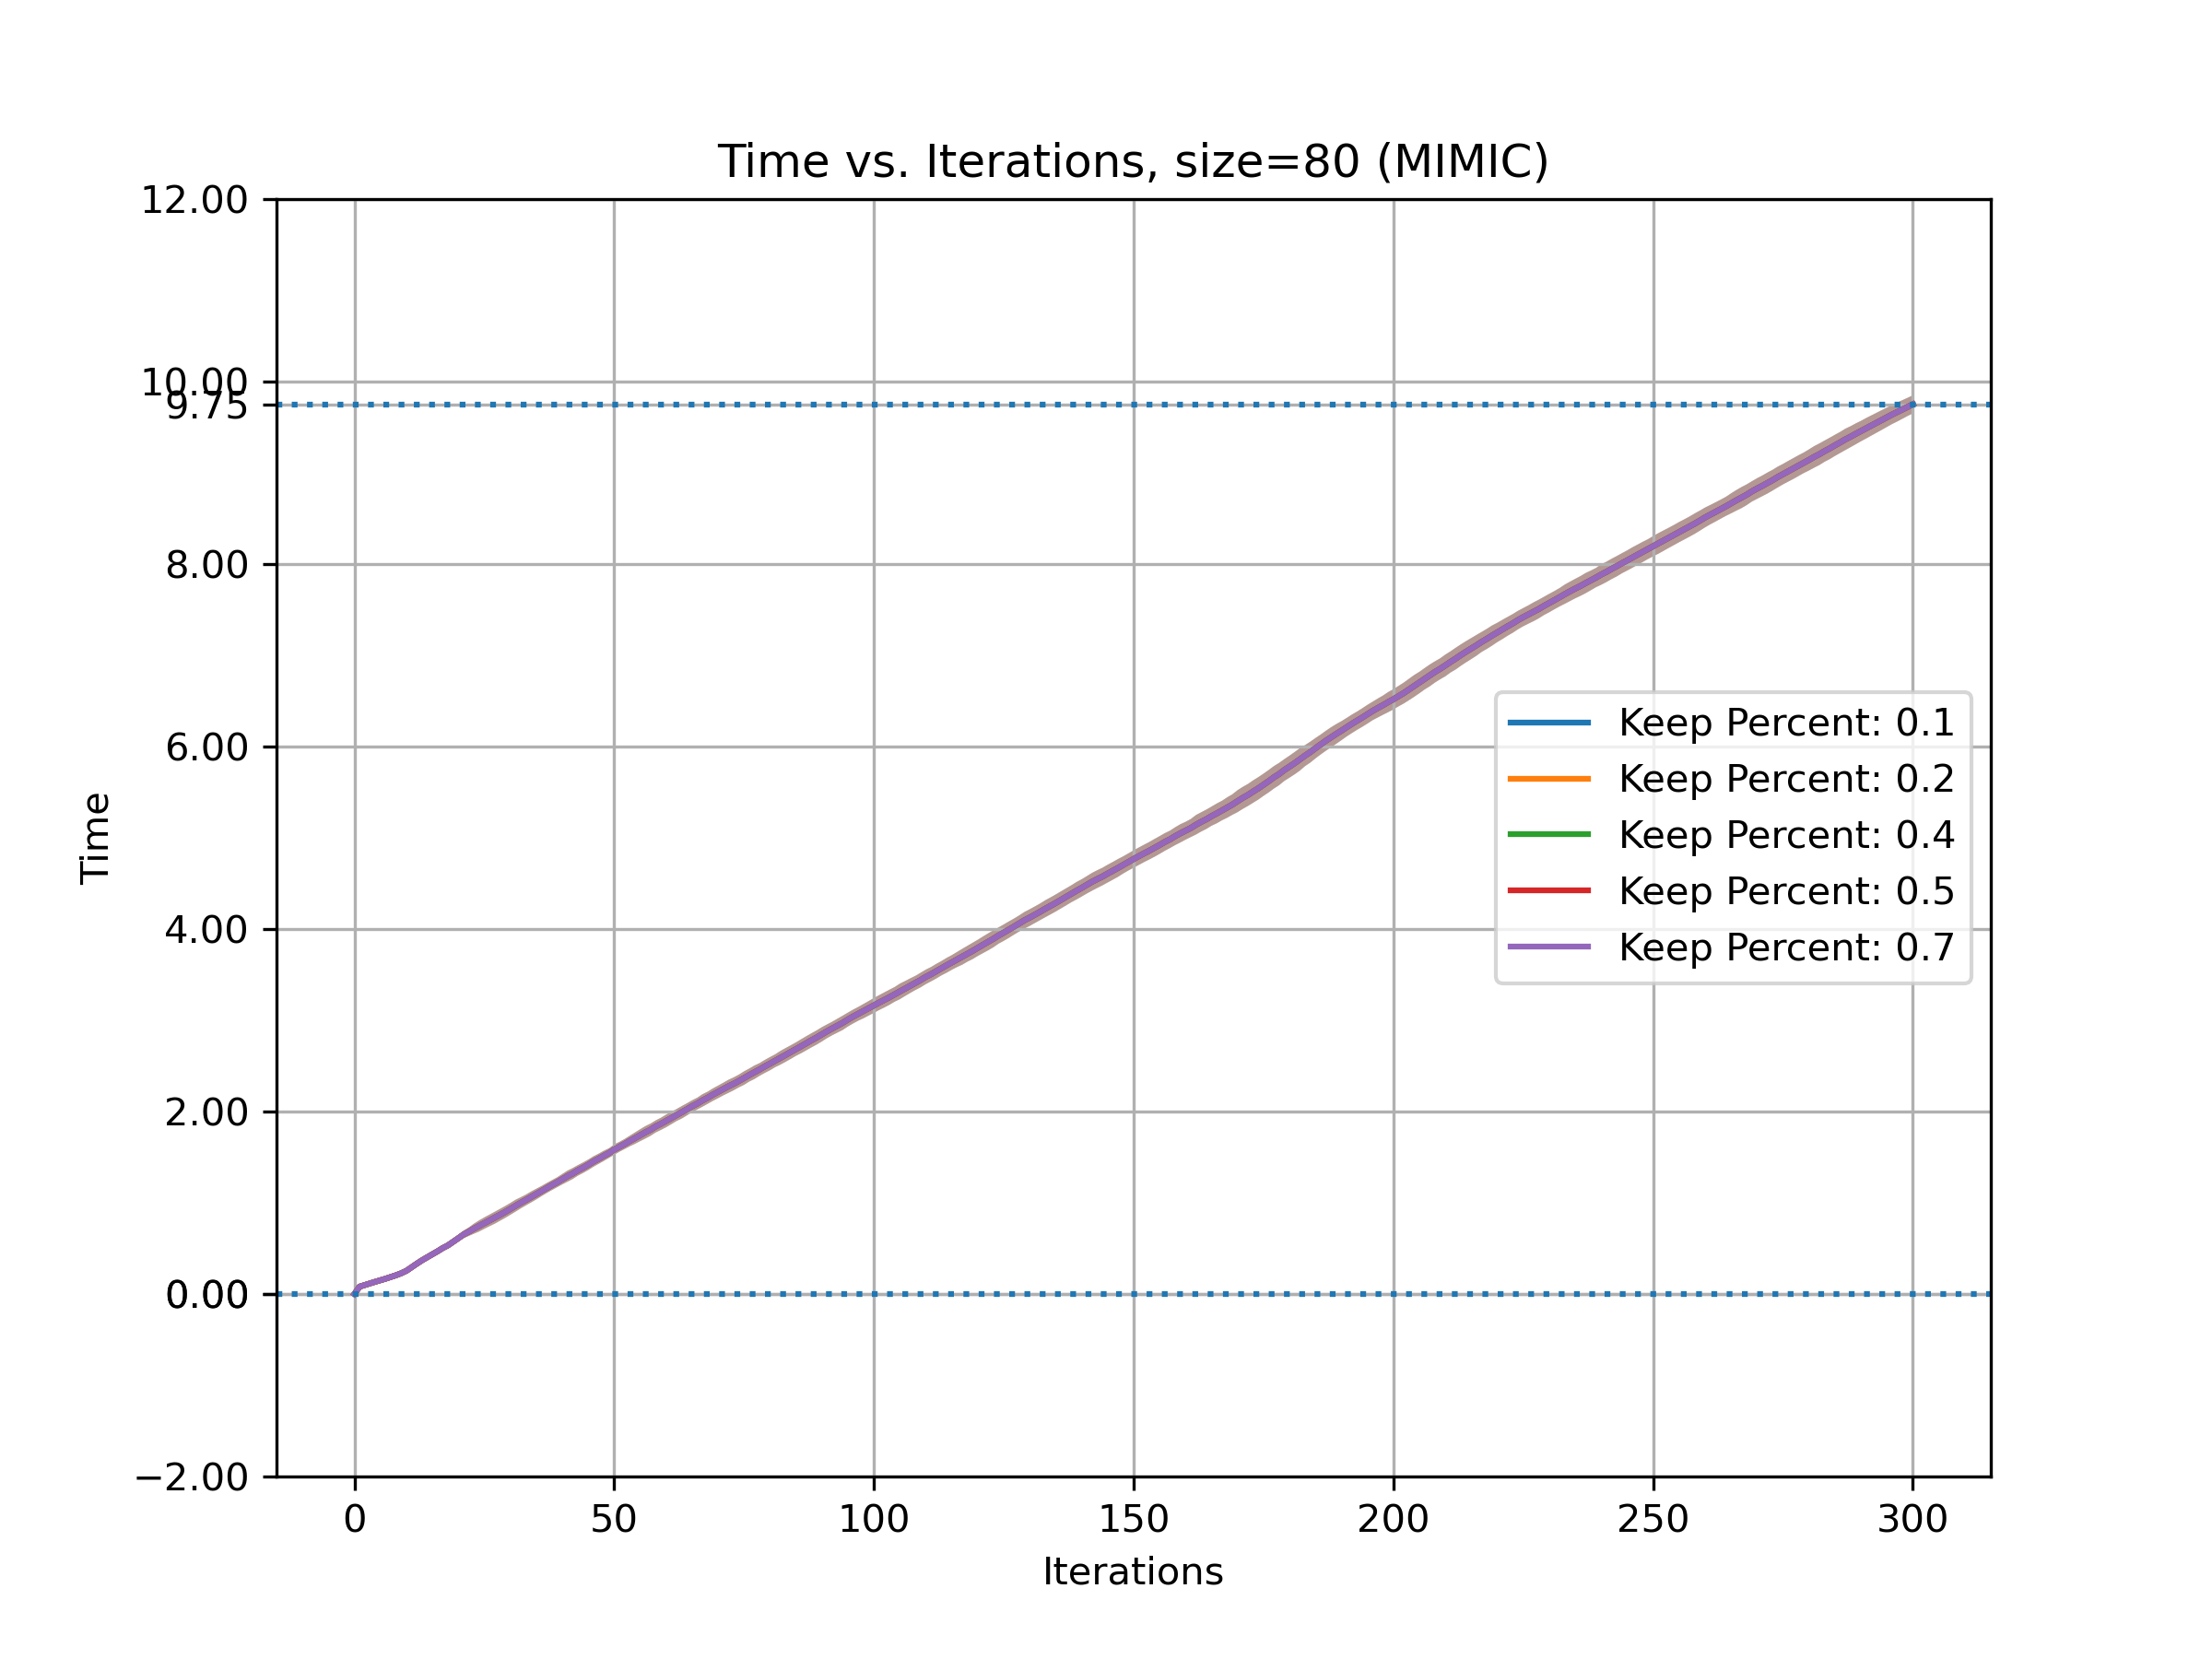 Time vs. Iterations, size=80 (MIMIC)
12.00
10.00
9.75
8.00
6.00
4.00
2.00
0.00
−2.00
Time
Keep Percent: 0.1
Keep Percent: 0.2
Keep Percent: 0.4
Keep Percent: 0.5
Keep Percent: 0.7
0 50 100 150 200 250 300
Iterations